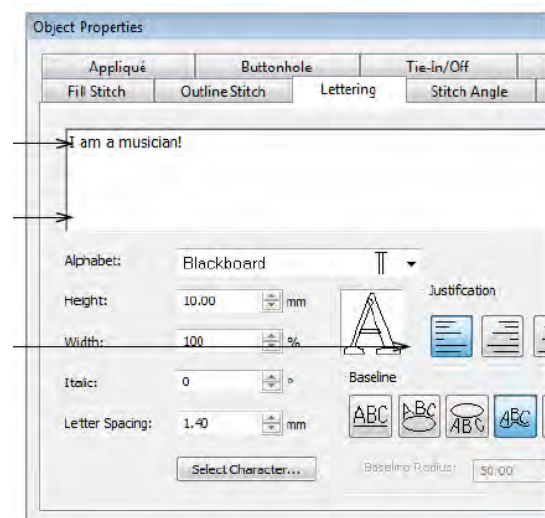 Object Properties
Appliqué Buttonhole Tie-In/Off
Fill Stitch Outline Stitch Lettering Stitch Angle
I am a musician!
Alphabet: Blackboard T
Height: 10.00 mm
Justification
Width: 100 % A
Italic: 0 °
Baseline
Letter Spacing: 1.40 mm
ABC ABC ABC ABC
Select Character...
Baseline Radius: 50.00